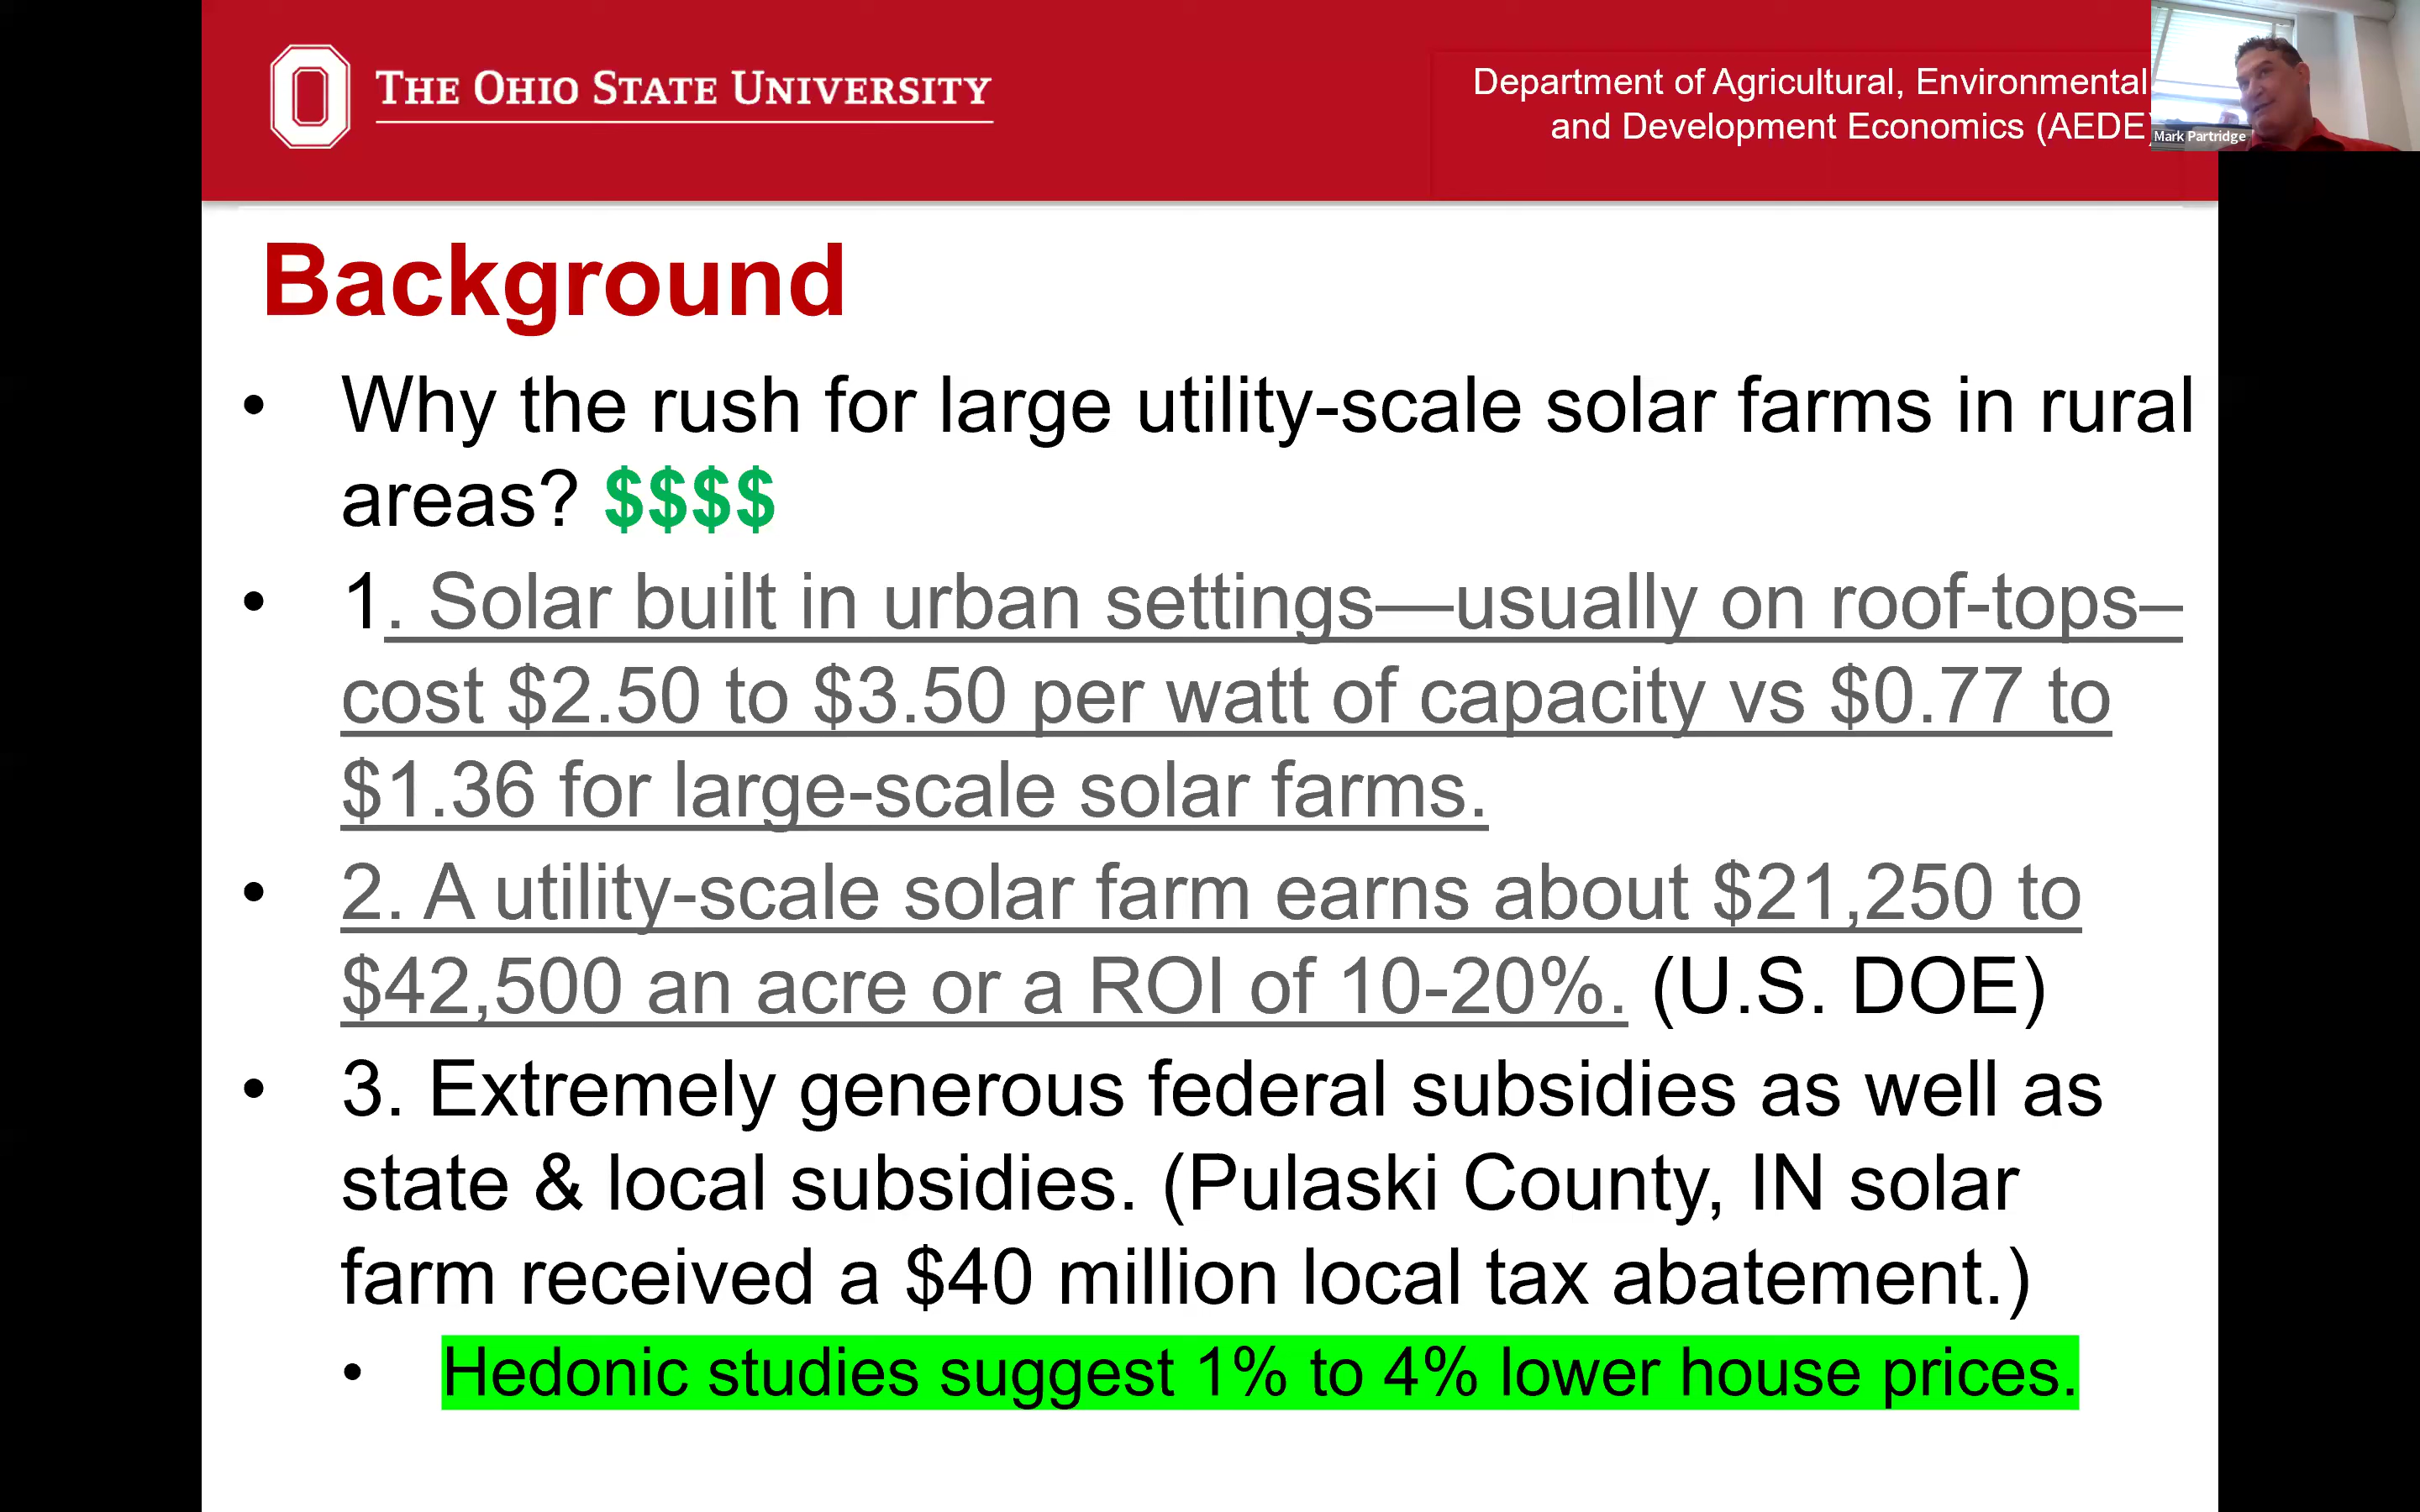 THE OHIO STATE UNIVERSITY
Department of Agricultural, Environmental
and Development Economics (AEDE)
Mark Partridge
Background
• Why the rush for large utility-scale solar farms in rural
areas? $$$$
• 1. Solar built in urban settings—usually on roof-tops–
cost $2.50 to $3.50 per watt of capacity vs $0.77 to
$1.36 for large-scale solar farms.
• 2. A utility-scale solar farm earns about $21,250 to
$42,500 an acre or a ROI of 10-20%. (U.S. DOE)
• 3. Extremely generous federal subsidies as well as
state & local subsidies. (Pulaski County, IN solar
farm received a $40 million local tax abatement.)
• Hedonic studies suggest 1% to 4% lower house prices.